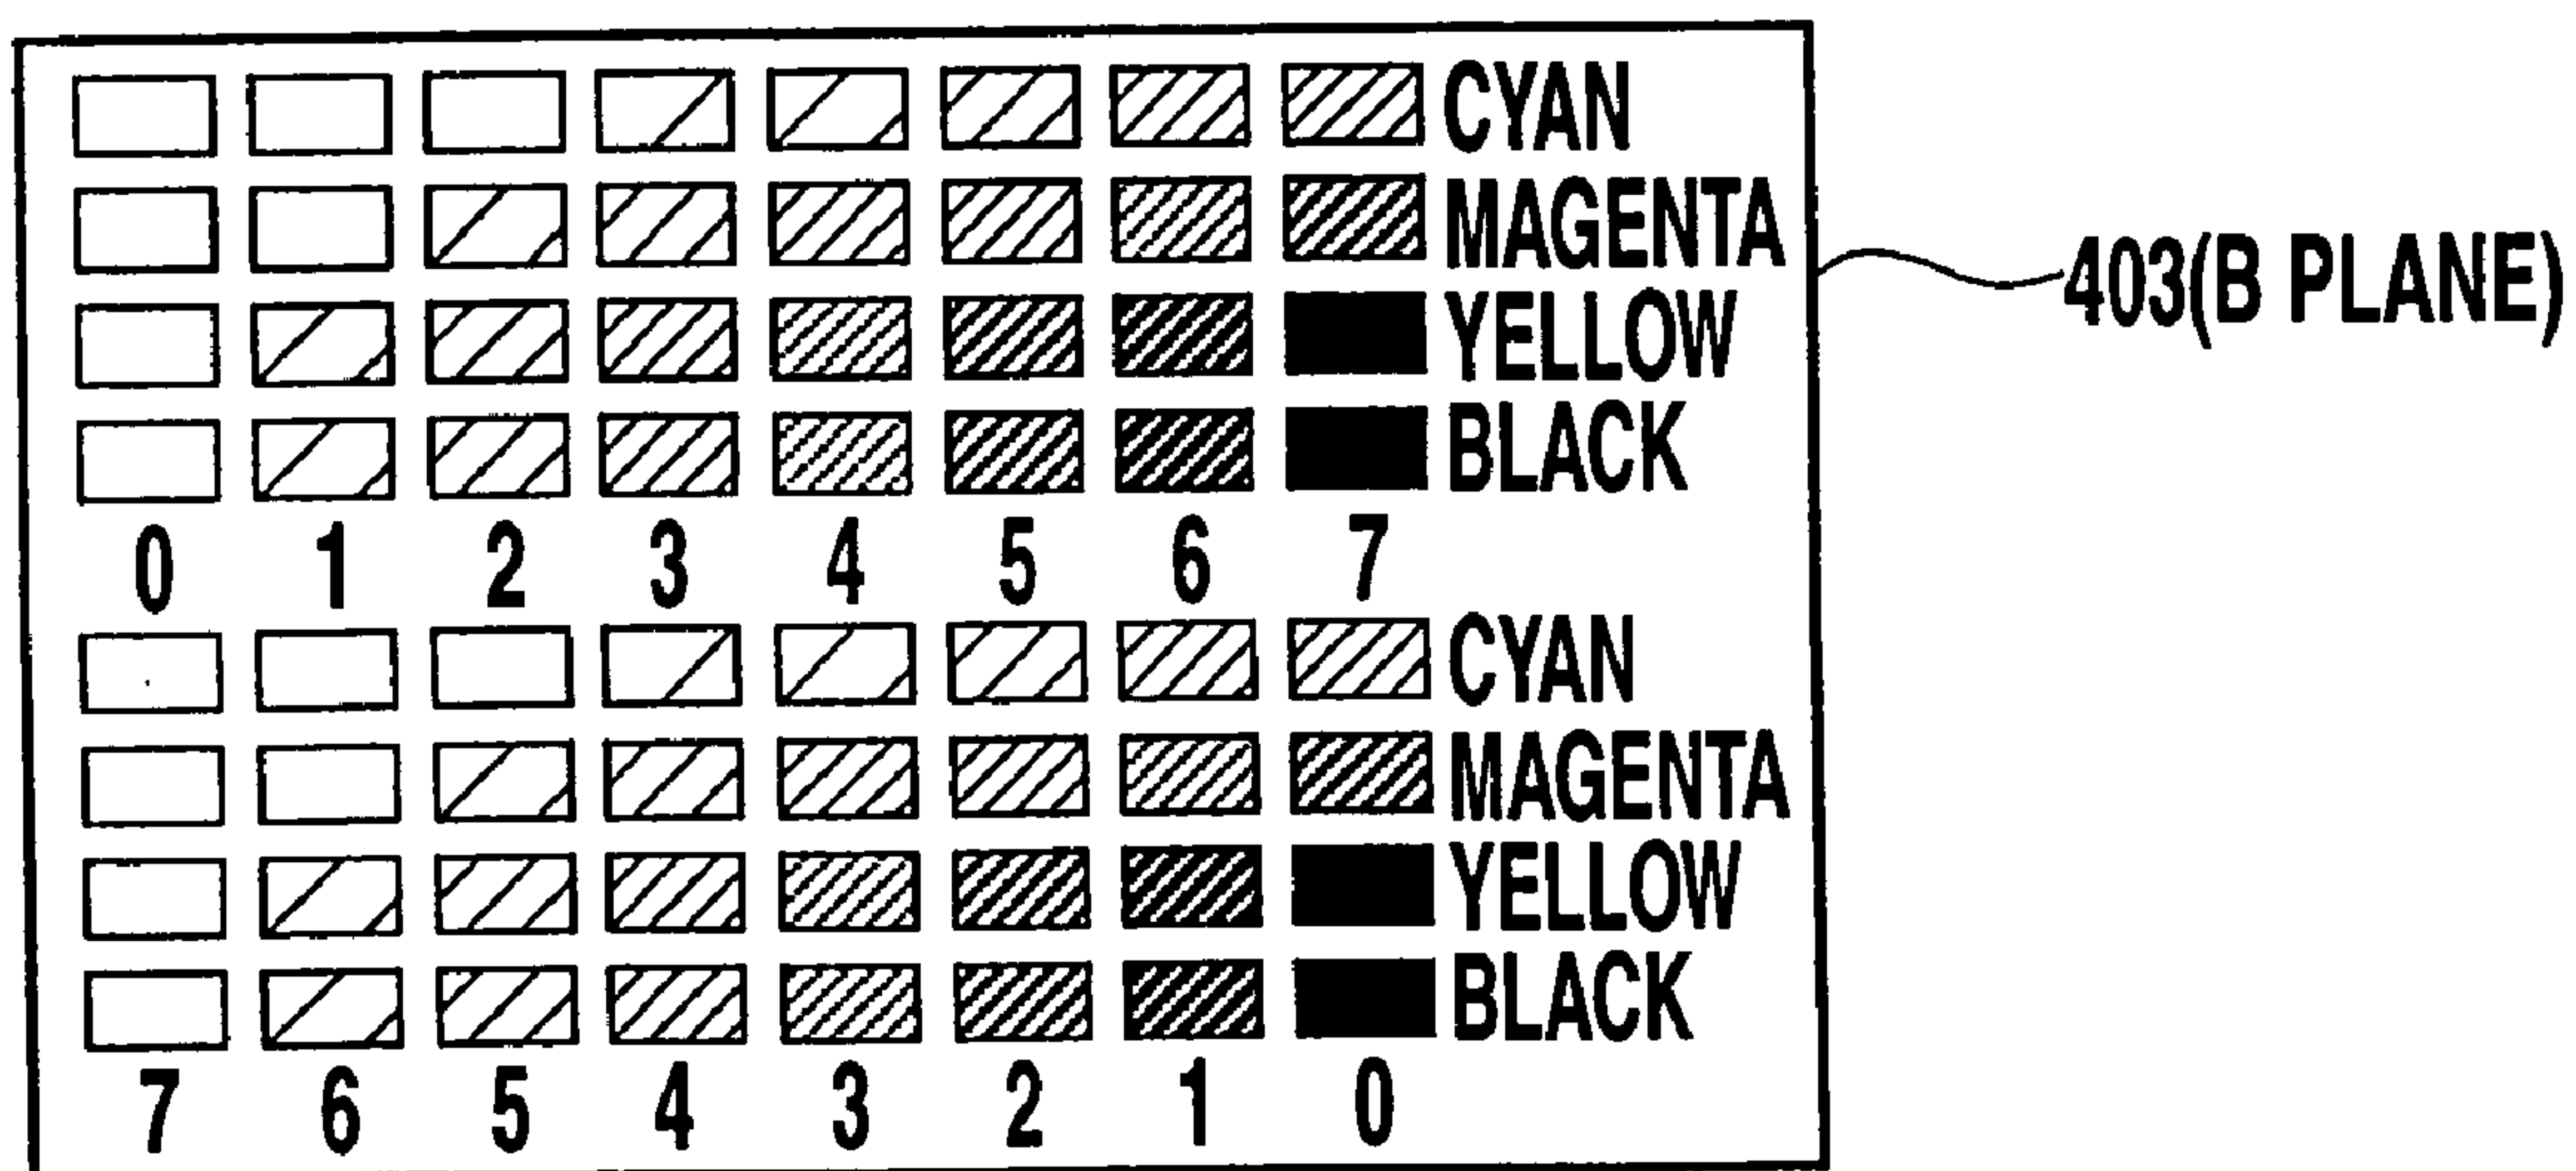 CYAN
MAGENTA
403(B PLANE)
YELLOW
BLACK
0 1 2 3 4 5 6 7
CYAN
MAGENTA
YELLOW
BLACK
7 6 5 4 3 2 1 0